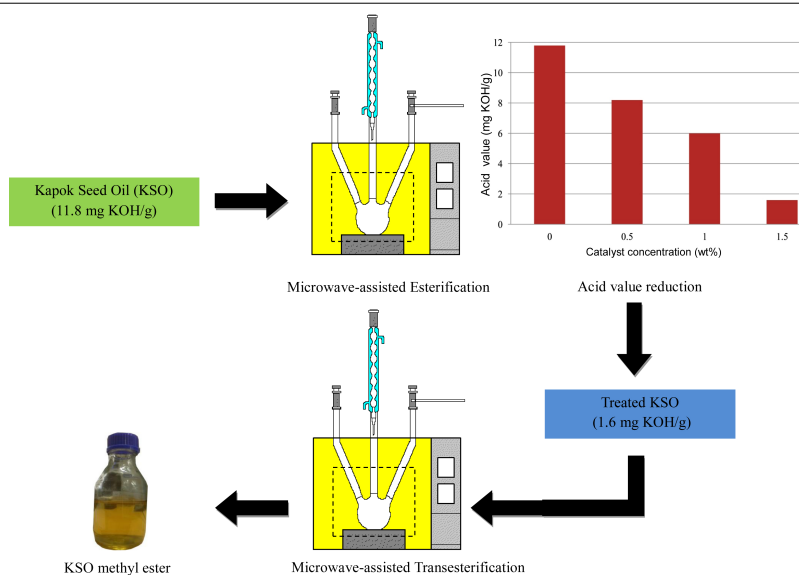 Kapok Seed Oil (KSO)
(11.8 mg KOH/g)
Microwave-assisted Esterification
Acid value (mg KOH/g)
12
10
8
6
4
2
0
0
0.5
1
1.5
Catalyst concentration (wt%)
Acid value reduction
Treated KSO
(1.6 mg KOH/g)
Microwave-assisted Transesterification
KSO methyl ester